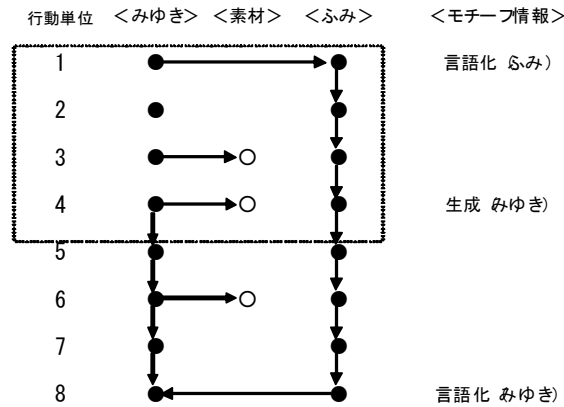 行動単位 ＜みゆき＞ ＜素材＞ ＜ふみ＞ ＜モチーフ情報＞
1 言語化 ふみ）
2
3
4 生成 みゆき)
5
6
7
8 言語化 みゆき)